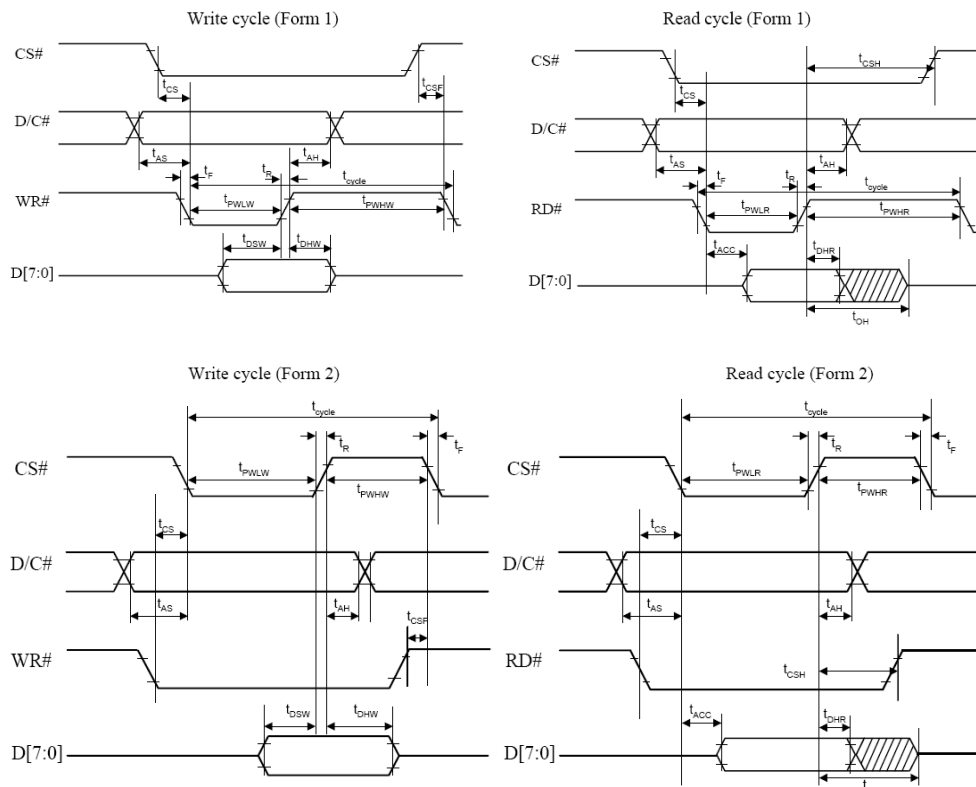 Write cycle (Form 1)
CS#
tCS
tCSF
D/C#
tAS
tF
tR
tAH
tcycle
WR#
tPWLW
tPWHW
tDSW
tDHW
D[7:0]
Read cycle (Form 1)
CS#
tCSH
tCS
D/C#
tAS
tF
tR
tAH
tcycle
RD#
tPWLR
tPWHR
tACC
tDHR
D[7:0]
tOH
Write cycle (Form 2)
tcycle
tR
tF
CS#
tPWLW
tPWHW
tCS
D/C#
tAS
tAH
tCSF
WR#
tDSW
tDHW
D[7:0]
Read cycle (Form 2)
tcycle
tR
tF
CS#
tPWLR
tPWHR
tCS
D/C#
tAS
tAH
RD#
tCSH
tACC
tDHR
D[7:0]
t